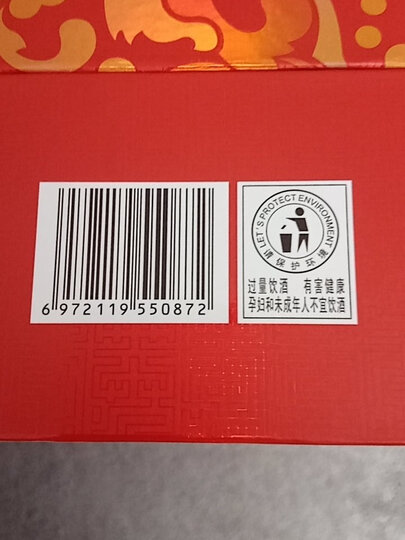 6 972119 550872
LET'S PROTECT ENVIRONMENT
请保护环境
过量饮酒 有害健康
孕妇和未成年人不宜饮酒